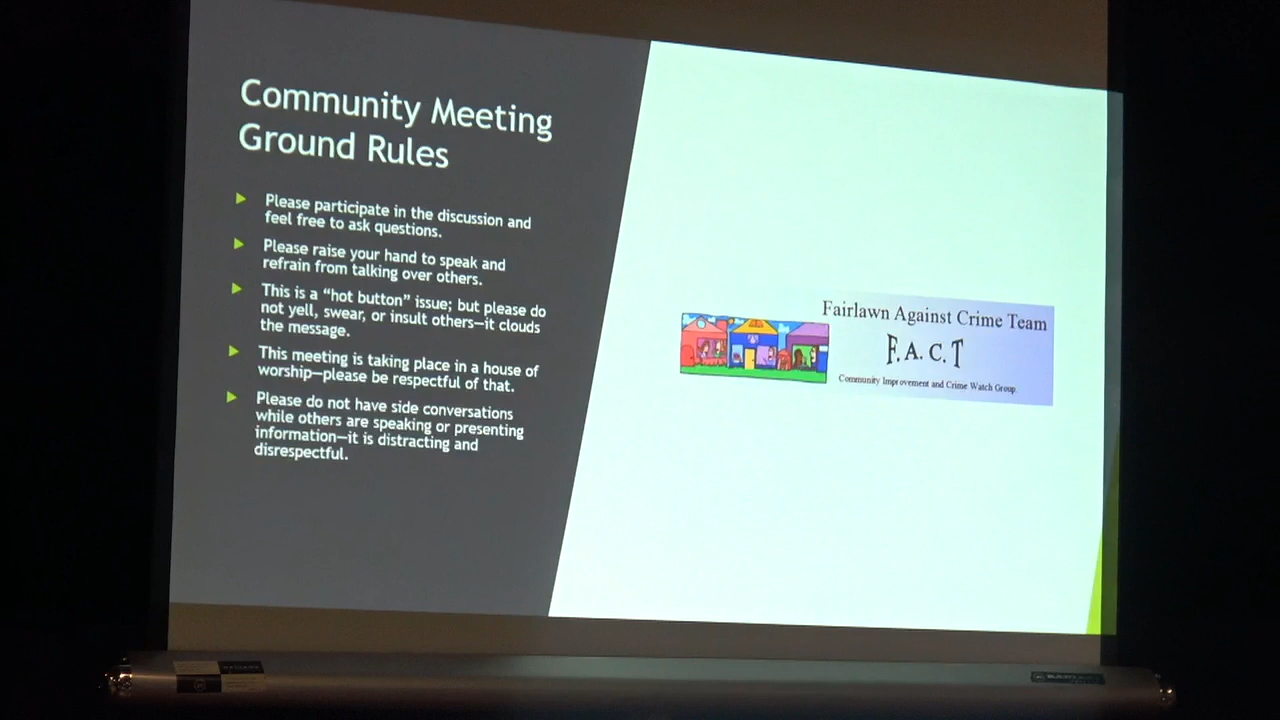 Community Meeting
Ground Rules
Please participate in the discussion and
feel free to ask questions.
Please raise your hand to speak and
refrain from talking over others.
This is a “hot button” issue; but please do
not yell, swear, or insult others—it clouds
the message.
This meeting is taking place in a house of
worship—please be respectful of that.
Please do not have side conversations
while others are speaking or presenting
information—it is distracting and
disrespectful.
Fairlawn Against Crime Team
F.A.C.T
Community Improvement and Crime Watch Group